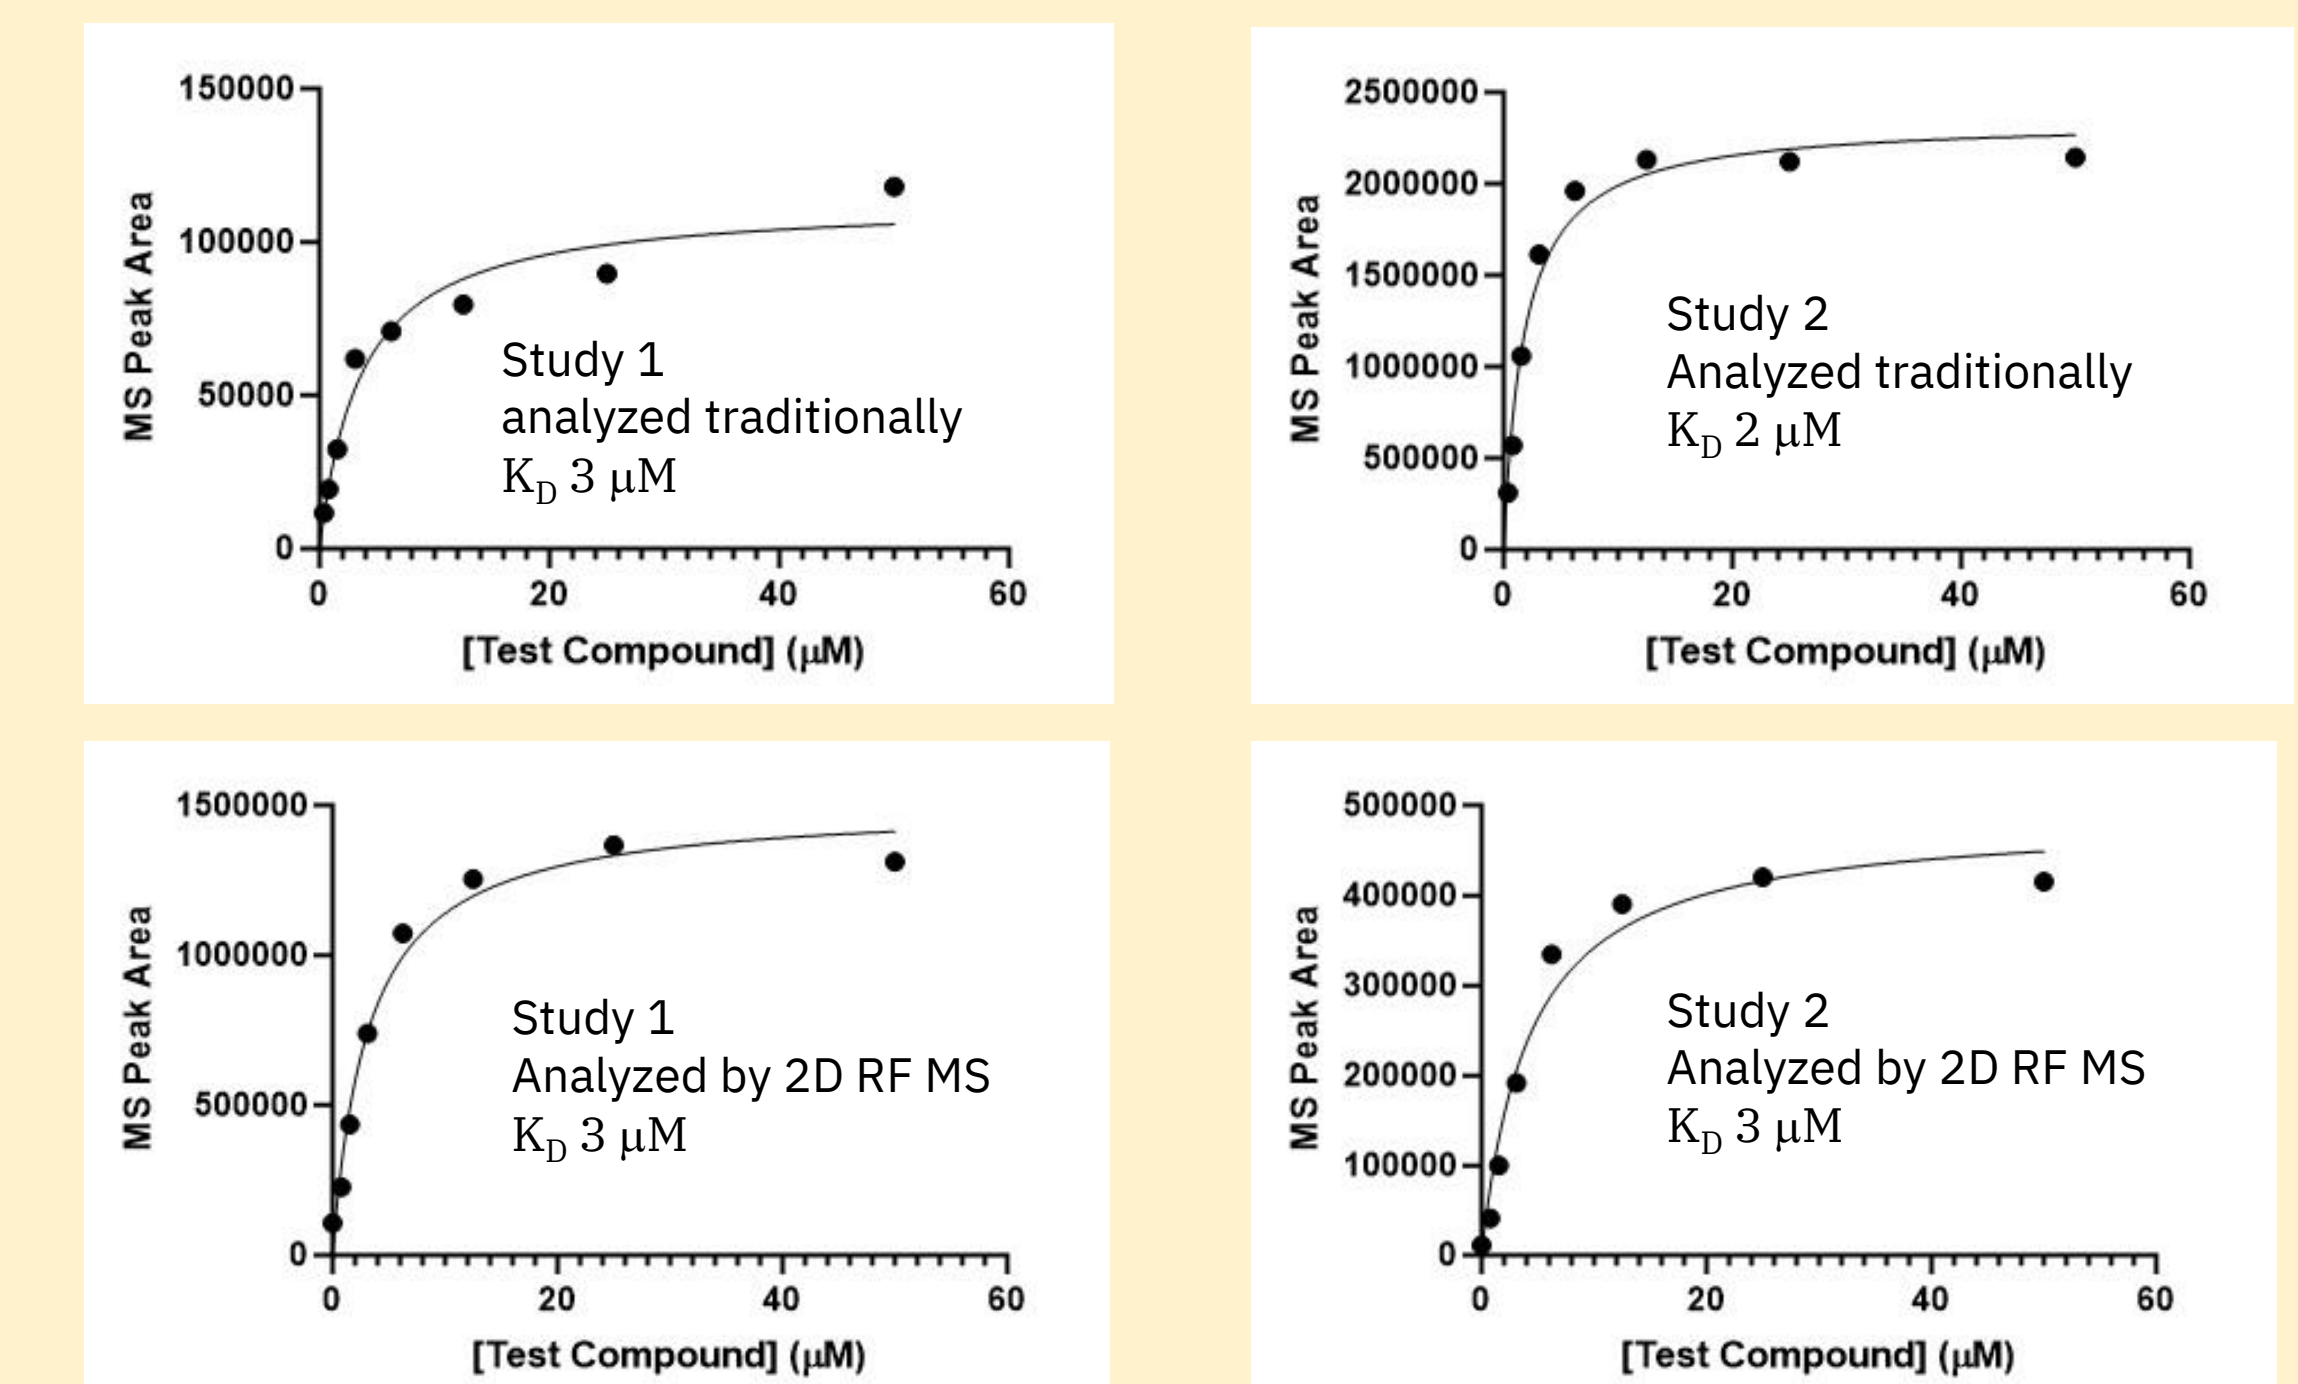 150000
100000
50000
0
0 20 40 60
MS Peak Area
[Test Compound] (μM)
Study 1
analyzed traditionally
K_D 3 μM
2500000
2000000
1500000
1000000
500000
0
0 20 40 60
MS Peak Area
[Test Compound] (μM)
Study 2
Analyzed traditionally
K_D 2 μM
1500000
1000000
500000
0
0 20 40 60
MS Peak Area
[Test Compound] (μM)
Study 1
Analyzed by 2D RF MS
K_D 3 μM
500000
400000
300000
200000
100000
0
0 20 40 60
MS Peak Area
[Test Compound] (μM)
Study 2
Analyzed by 2D RF MS
K_D 3 μM